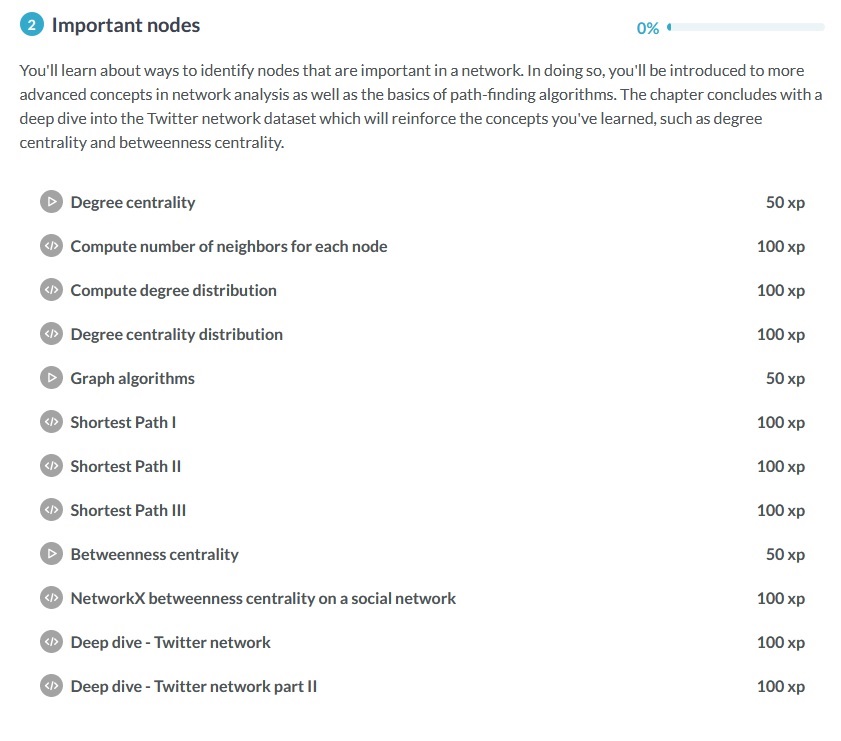 2 Important nodes 0%
You'll learn about ways to identify nodes that are important in a network. In doing so, you'll be introduced to more
advanced concepts in network analysis as well as the basics of path-finding algorithms. The chapter concludes with a
deep dive into the Twitter network dataset which will reinforce the concepts you've learned, such as degree
centrality and betweenness centrality.
Degree centrality 50 xp
</> Compute number of neighbors for each node 100 xp
</> Compute degree distribution 100 xp
</> Degree centrality distribution 100 xp
Graph algorithms 50 xp
</> Shortest Path I 100 xp
</> Shortest Path II 100 xp
</> Shortest Path III 100 xp
Betweenness centrality 50 xp
</> NetworkX betweenness centrality on a social network 100 xp
</> Deep dive - Twitter network 100 xp
</> Deep dive - Twitter network part II 100 xp